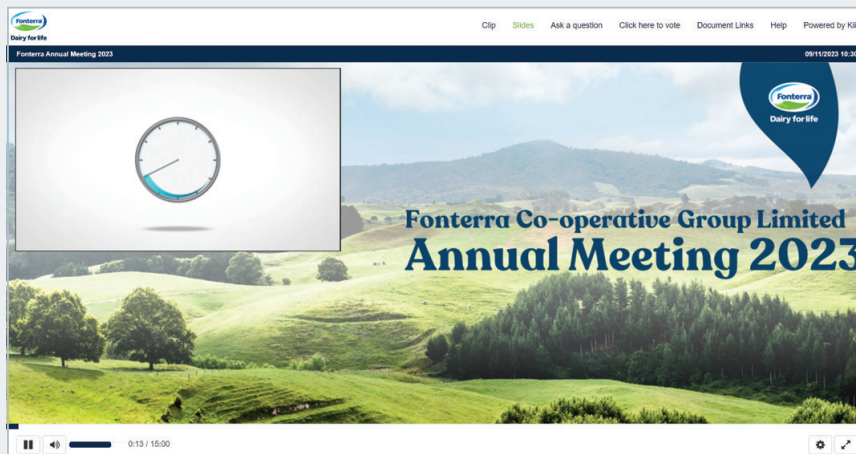 Fonterra
Dairy for life
Clip Slides Ask a question Click here to vote Document Links Help Powered by
Fonterra Annual Meeting 2023 09/11/2023 10:30
Fonterra
Dairy for life
Fonterra Co-operative Group Limited
Annual Meeting 2023
0:13 / 15:00